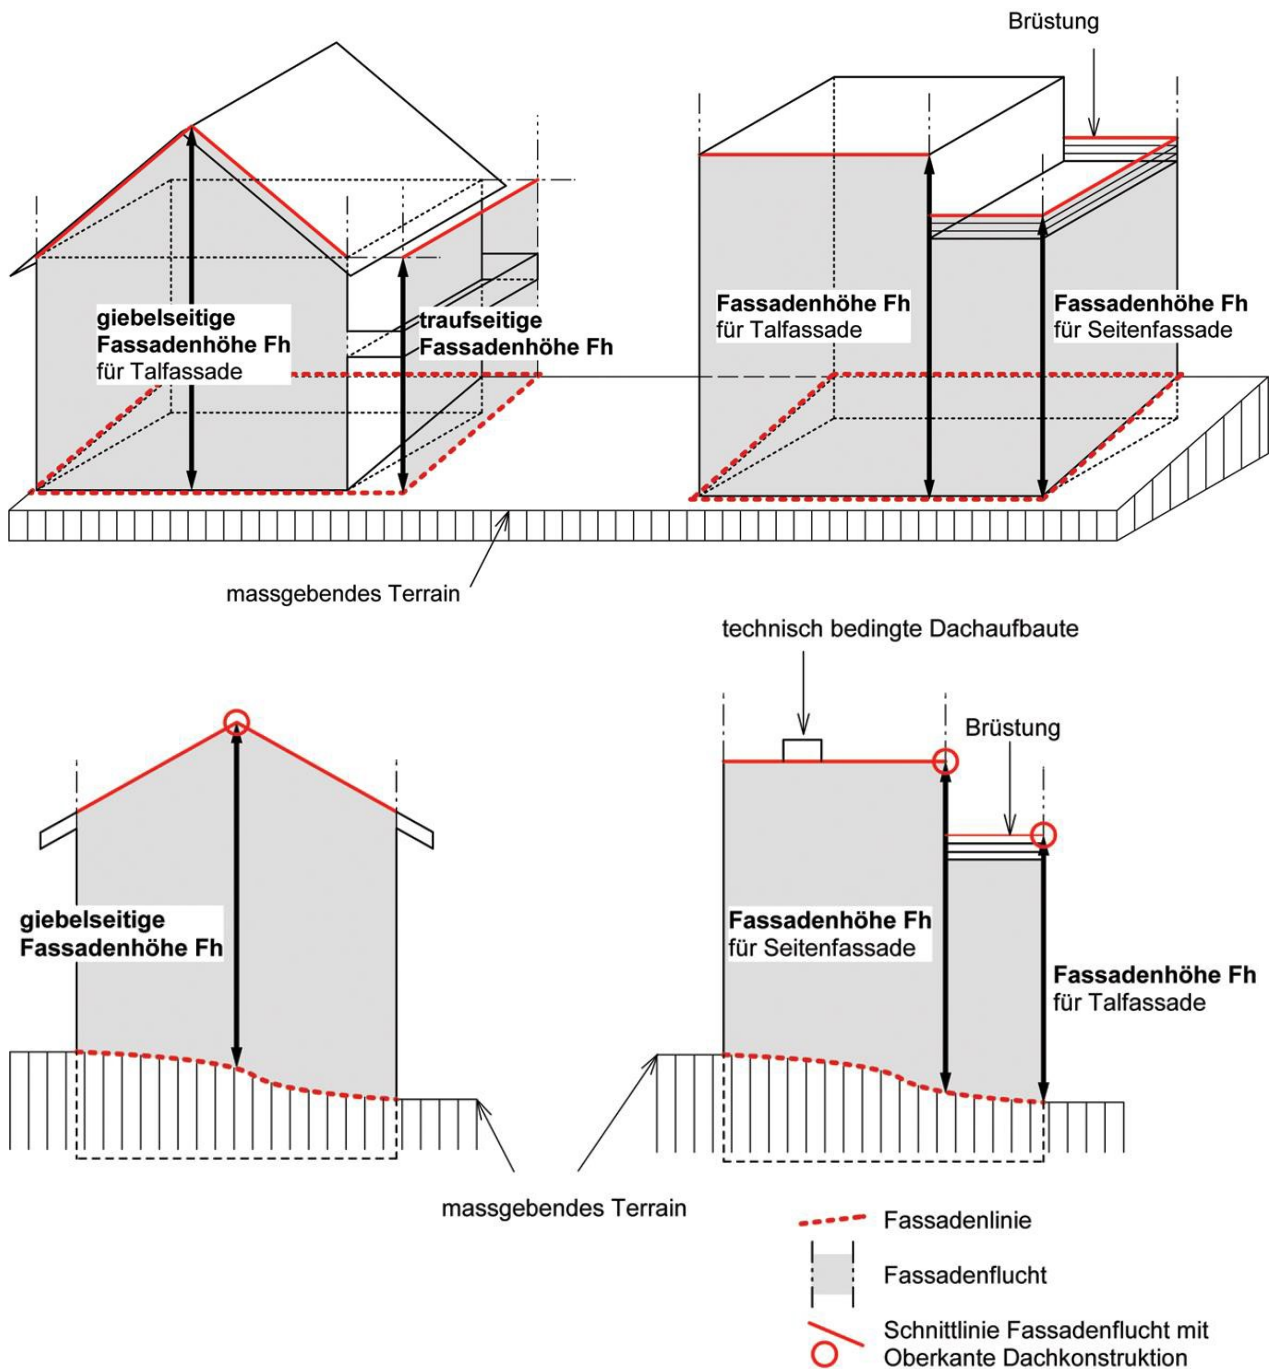 Brüstung
giebelseitige
Fassadenhöhe Fh
für Talfassade
traufseitige
Fassadenhöhe Fh
Fassadenhöhe Fh
für Talfassade
Fassadenhöhe Fh
für Seitenfassade
massgebendes Terrain
technisch bedingte Dachaufbaute
Brüstung
giebelseitige
Fassadenhöhe Fh
Fassadenhöhe Fh
für Seitenfassade
Fassadenhöhe Fh
für Talfassade
massgebendes Terrain
Fassadenlinie
Fassadenflucht
Schnittlinie Fassadenflucht mit
Oberkante Dachkonstruktion